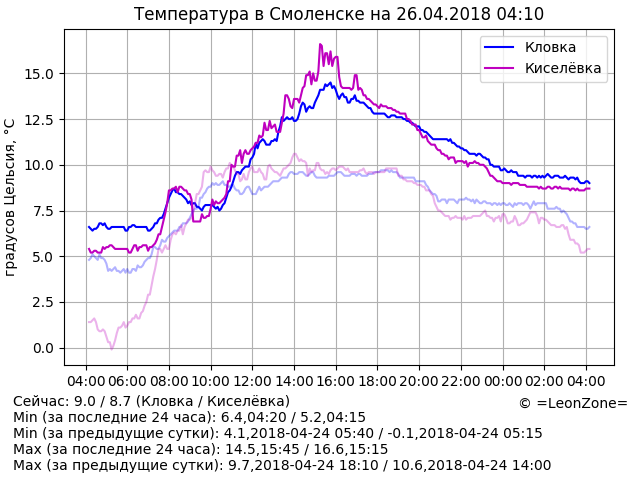 Температура в Смоленске на 26.04.2018 04:10
Кловка
Киселёвка
градусов Цельсия, °C
15.0
12.5
10.0
7.5
5.0
2.5
0.0
04:00 06:00 08:00 10:00 12:00 14:00 16:00 18:00 20:00 22:00 00:00 02:00 04:00
Сейчас: 9.0 / 8.7 (Кловка / Киселёвка)
© =LeonZone=
Min (за последние 24 часа): 6.4,04:20 / 5.2,04:15
Min (за предыдущие сутки): 4.1,2018-04-24 05:40 / -0.1,2018-04-24 05:15
Max (за последние 24 часа): 14.5,15:45 / 16.6,15:15
Max (за предыдущие сутки): 9.7,2018-04-24 18:10 / 10.6,2018-04-24 14:00